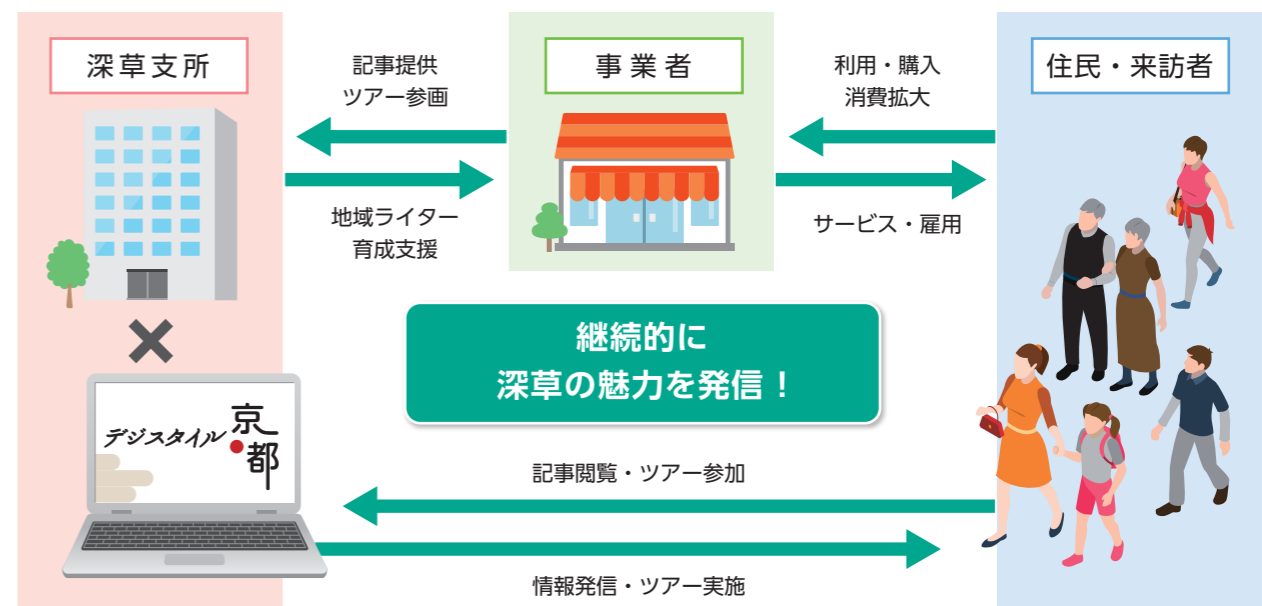 深草支所
記事提供
ツアー参画
地域ライター
育成支援
事業者
利用・購入
消費拡大
サービス・雇用
住民・来訪者
継続的に
深草の魅力を発信！
デジスタイル京都
記事閲覧・ツアー参加
情報発信・ツアー実施